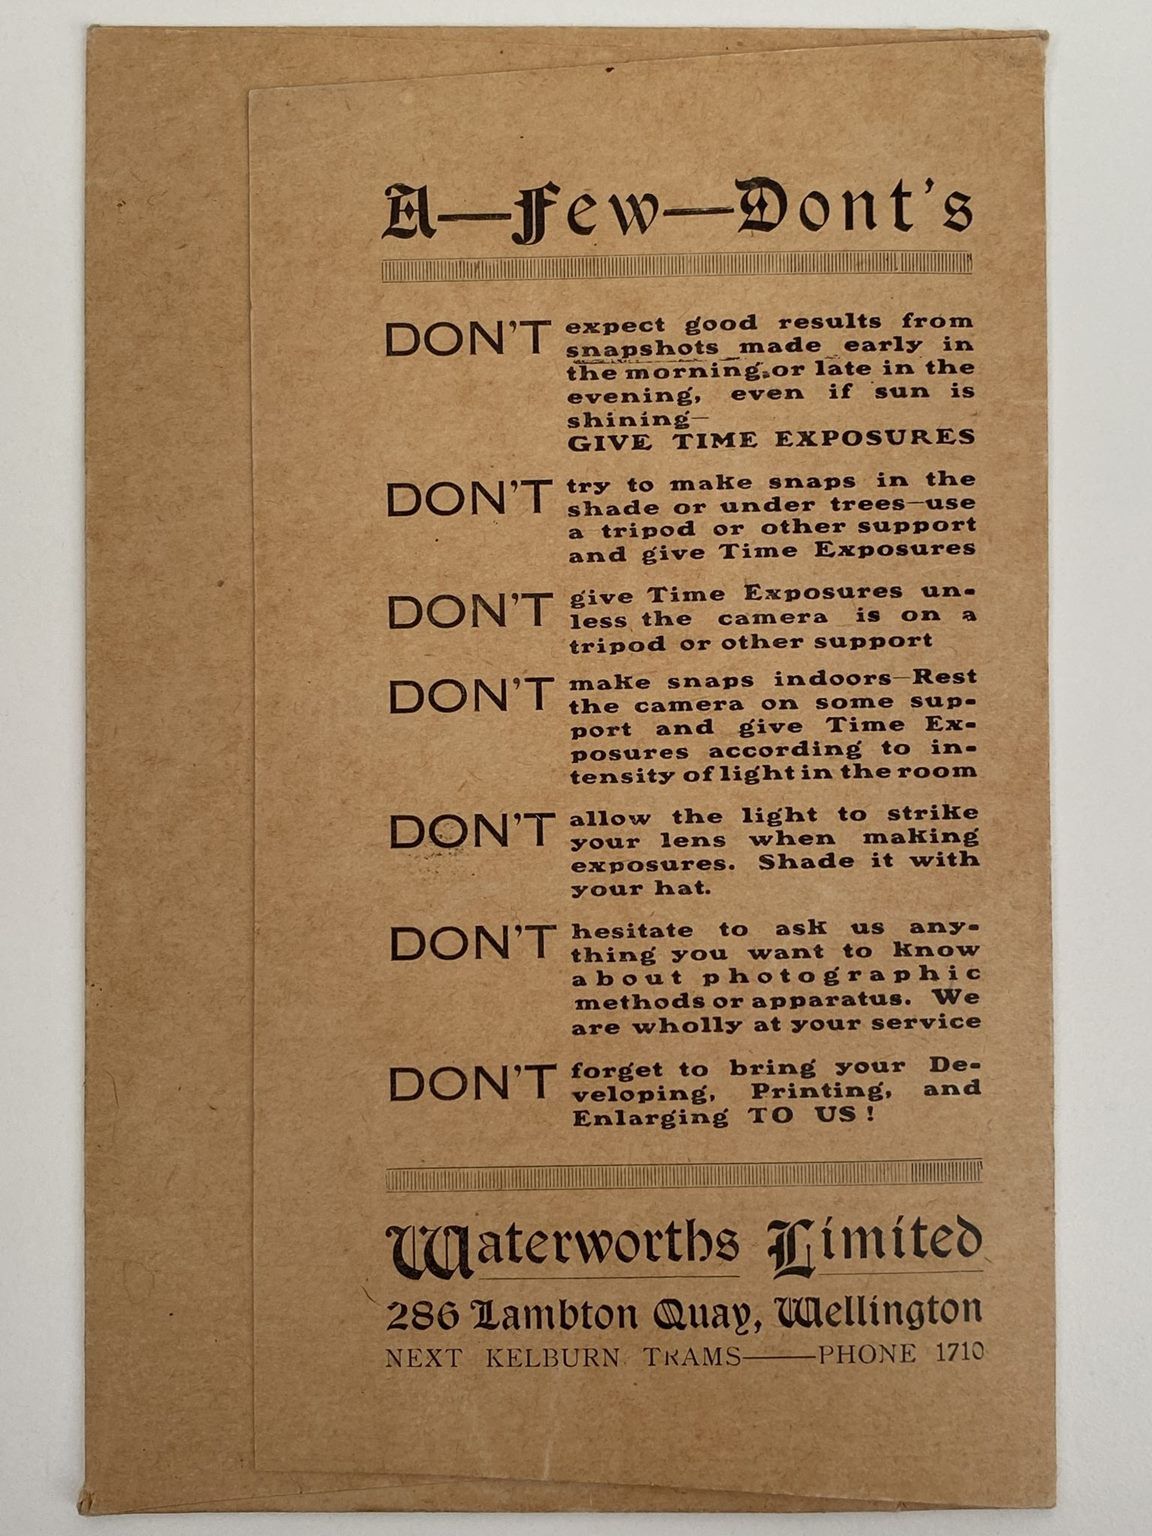 A—Few—Dont's
DON'T expect good results from
snapshots made early in
the morning, or late in the
evening, even if sun is
shining—
GIVE TIME EXPOSURES
DON'T try to make snaps in the
shade or under trees—use
a tripod or other support
and give Time Exposures
DON'T give Time Exposures un-
less the camera is on a
tripod or other support
DON'T make snaps indoors—Rest
the camera on some sup-
port and give Time Ex-
posures according to in-
tensity of light in the room
DON'T allow the light to strike
your lens when making
exposures. Shade it with
your hat.
DON'T hesitate to ask us any-
thing you want to know
about photographic
methods or apparatus. We
are wholly at your service
DON'T forget to bring your De-
veloping, Printing, and
Enlarging TO US!
Waterworths Limited
286 Lambton Quay, Wellington
NEXT KELBURN TRAMS——PHONE 1710